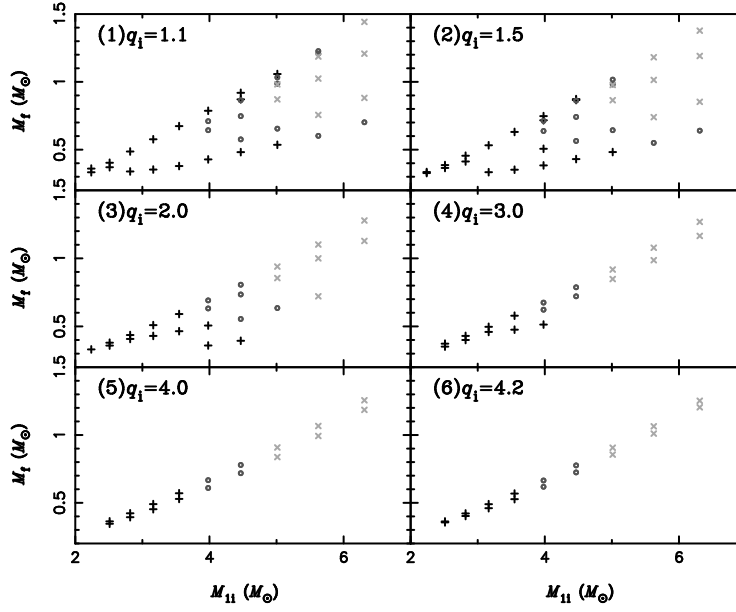 1.5
(1)q_i=1.1
(2)q_i=1.5
1
M_f (M_⊙)
0.5
1.5
(3)q_i=2.0
(4)q_i=3.0
1
M_f (M_⊙)
0.5
1.5
(5)q_i=4.0
(6)q_i=4.2
1
M_f (M_⊙)
0.5
2 4 6 2 4 6
M_1i (M_⊙) M_1i (M_⊙)